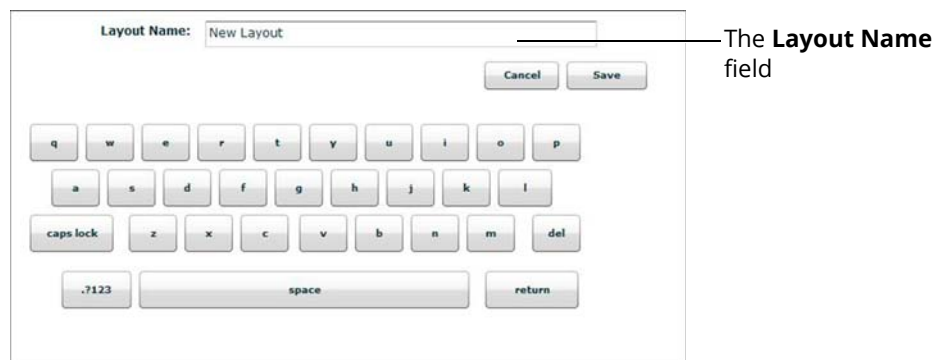 Layout Name: New Layout
The Layout Name
field
Cancel Save
q w e r t y u i o p
a s d f g h j k l
caps lock z x c v b n m del
.?123 space return